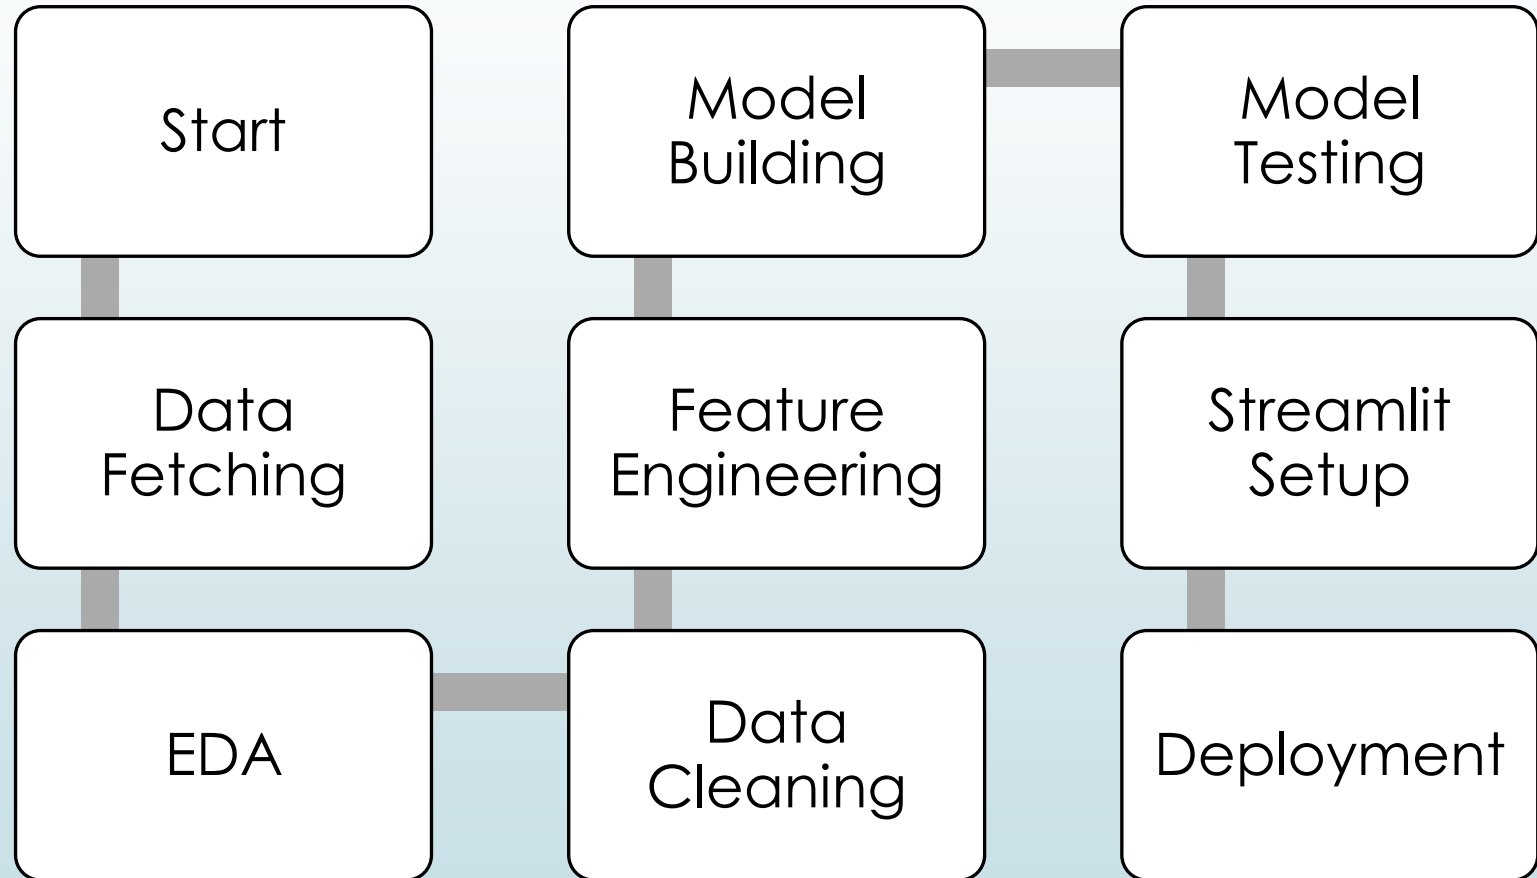 Start
Data
Fetching
EDA
Data
Cleaning
Feature
Engineering
Model
Building
Model
Testing
Streamlit
Setup
Deployment